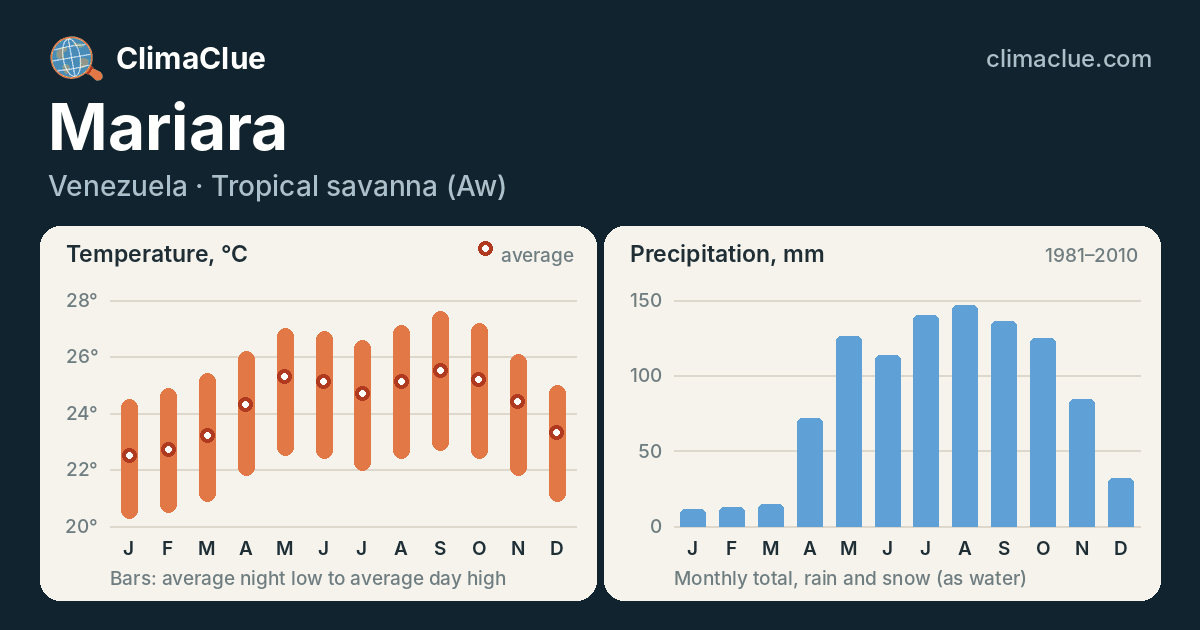 ClimaClue
climaclue.com
Mariara
Venezuela · Tropical savanna (Aw)
Temperature, °C
average
28°
26°
24°
22°
20°
J F M A M J J A S O N D
Bars: average night low to average day high
Precipitation, mm
1981–2010
150
100
50
0
J F M A M J J A S O N D
Monthly total, rain and snow (as water)